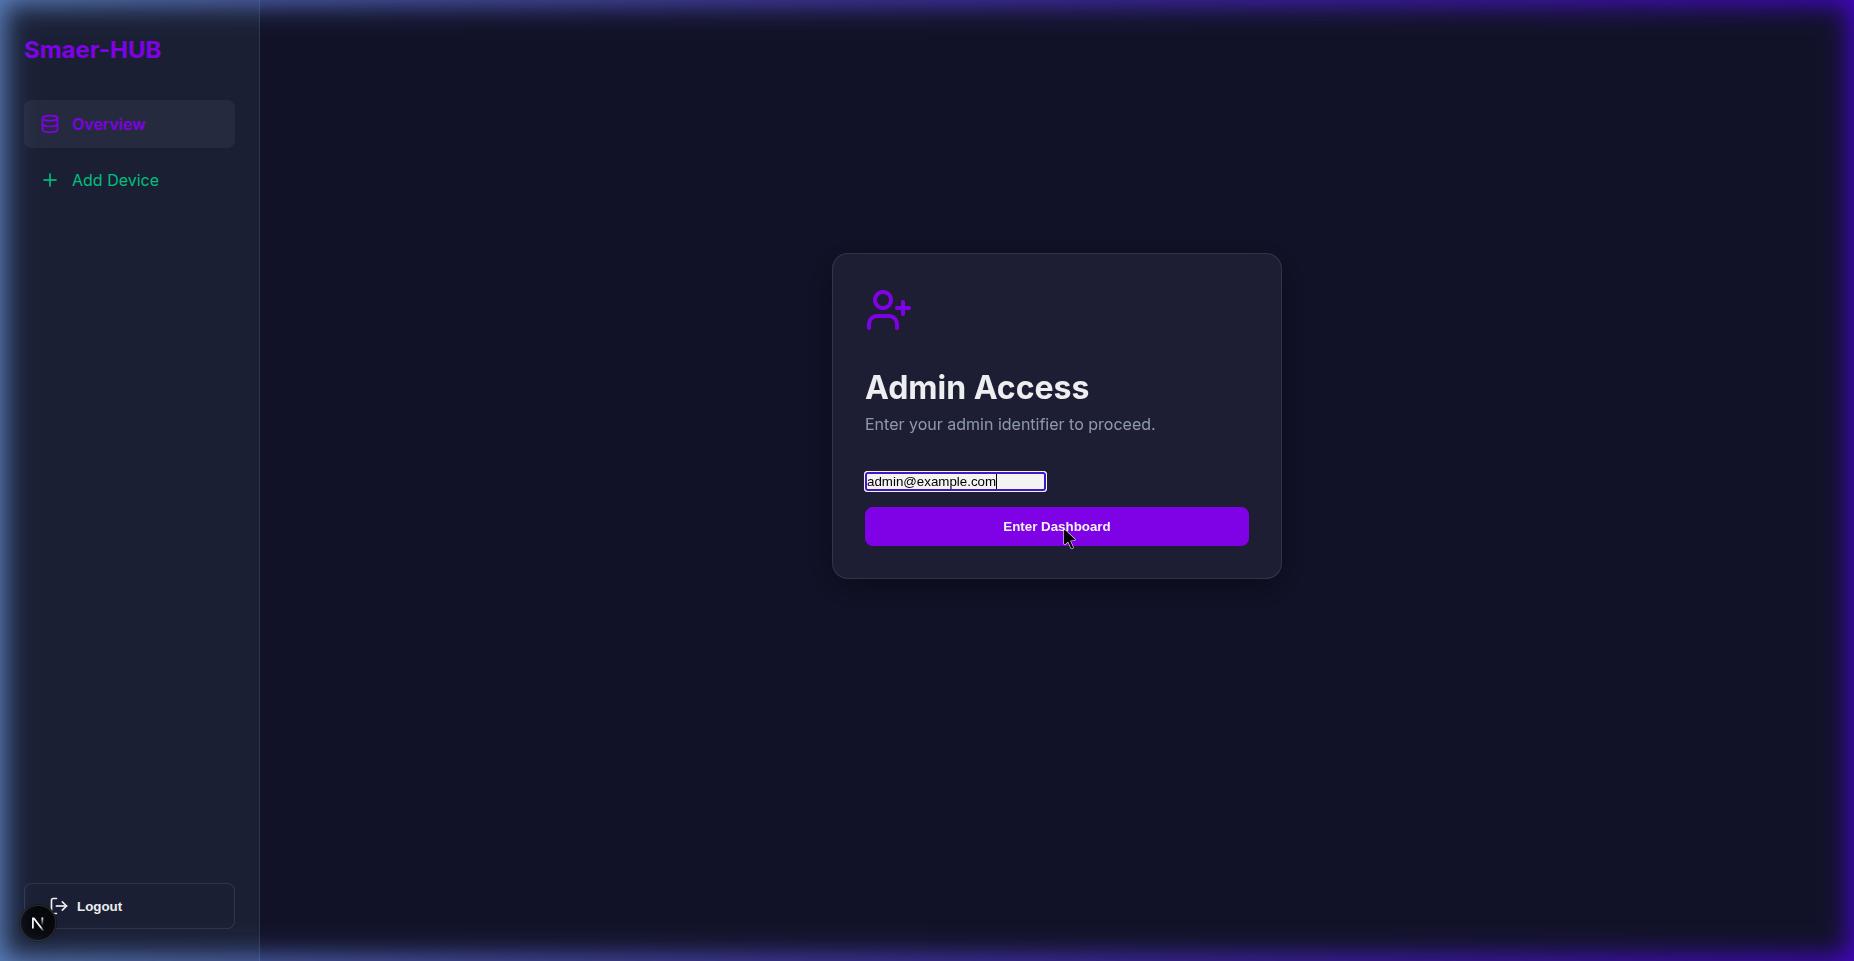 Smaer-HUB
Overview
Add Device
Admin Access
Enter your admin identifier to proceed.
admin@example.com
Enter Dashboard
Logout
N